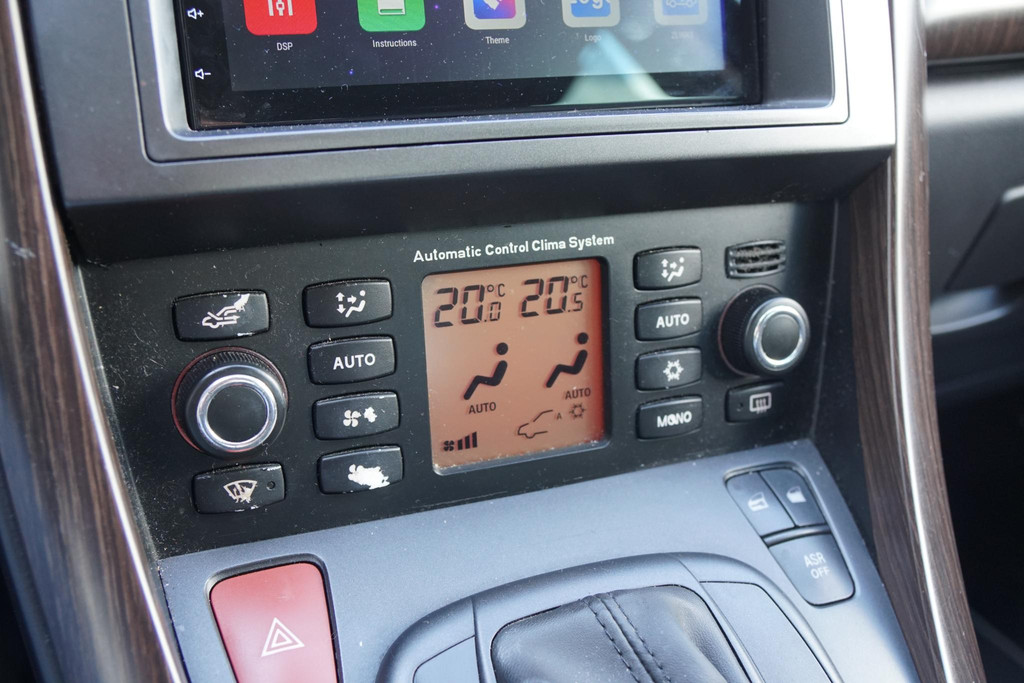 DSP
Instructions
Theme
Logo
Automatic Control Clima System
20.0°C 20.5°C
AUTO
AUTO
AUTO AUTO
A
MONO
ASR
OFF